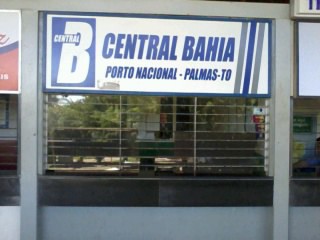 CENTRAL
B
CENTRAL BAHIA
PORTO NACIONAL - PALMAS-TO